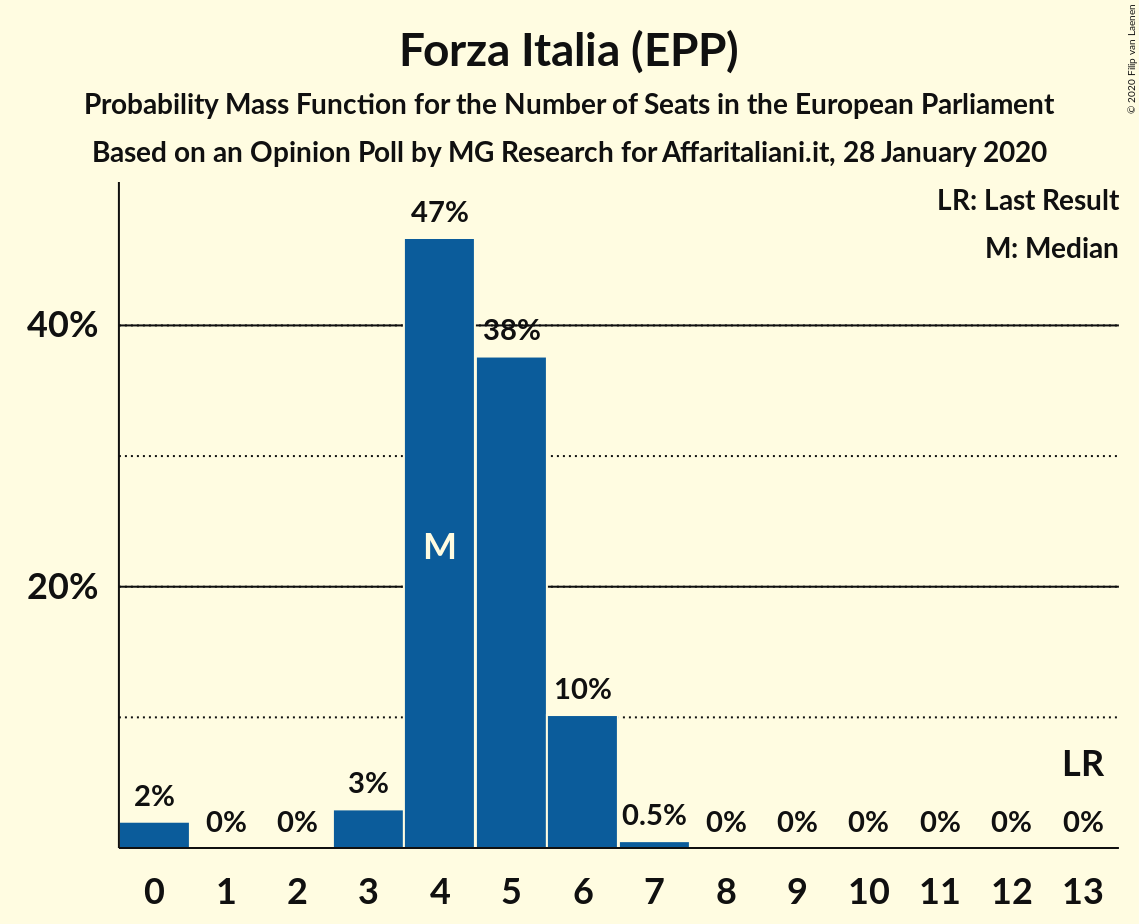 Forza Italia (EPP)
Probability Mass Function for the Number of Seats in the European Parliament
Based on an Opinion Poll by MG Research for Affaritaliani.it, 28 January 2020
© 2020 Filip van Laenen
LR: Last Result
M: Median
47%
40%
38%
M
20%
10%
LR
3%
2%
0%
0%
0.5%
0%
0%
0%
0%
0%
0%
0 1 2 3 4 5 6 7 8 9 10 11 12 13